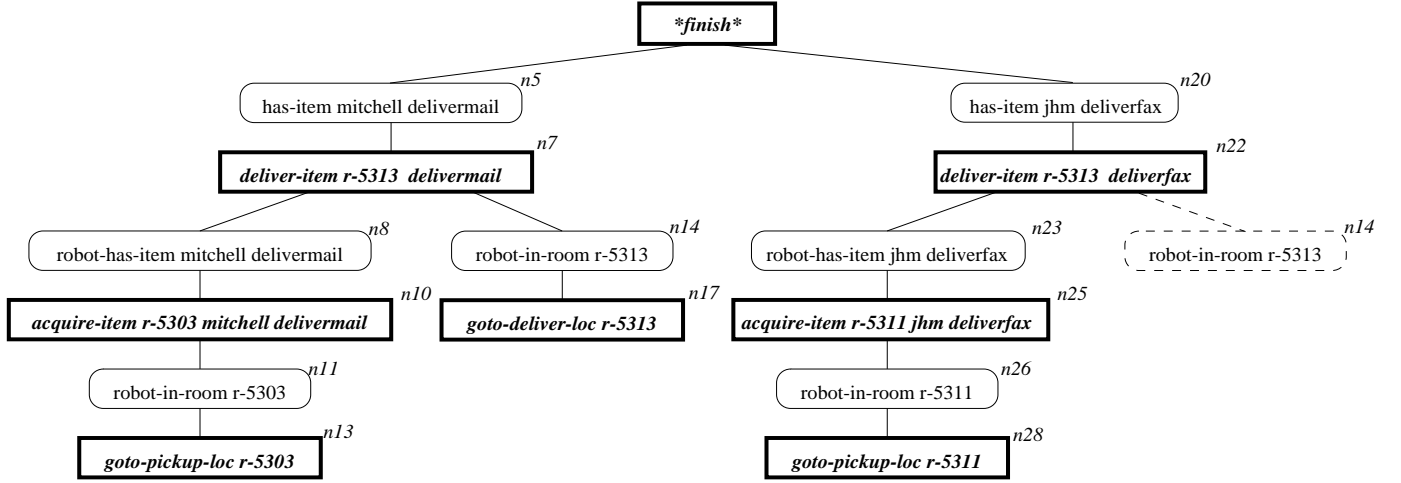 *finish*
n5
has-item mitchell delivermail
n20
has-item jhm deliverfax
n7
deliver-item r-5313 delivermail
n22
deliver-item r-5313 deliverfax
n8
robot-has-item mitchell delivermail
n14
robot-in-room r-5313
n23
robot-has-item jhm deliverfax
n14
robot-in-room r-5313
n10
acquire-item r-5303 mitchell delivermail
n17
goto-deliver-loc r-5313
n25
acquire-item r-5311 jhm deliverfax
n11
robot-in-room r-5303
n26
robot-in-room r-5311
n13
goto-pickup-loc r-5303
n28
goto-pickup-loc r-5311